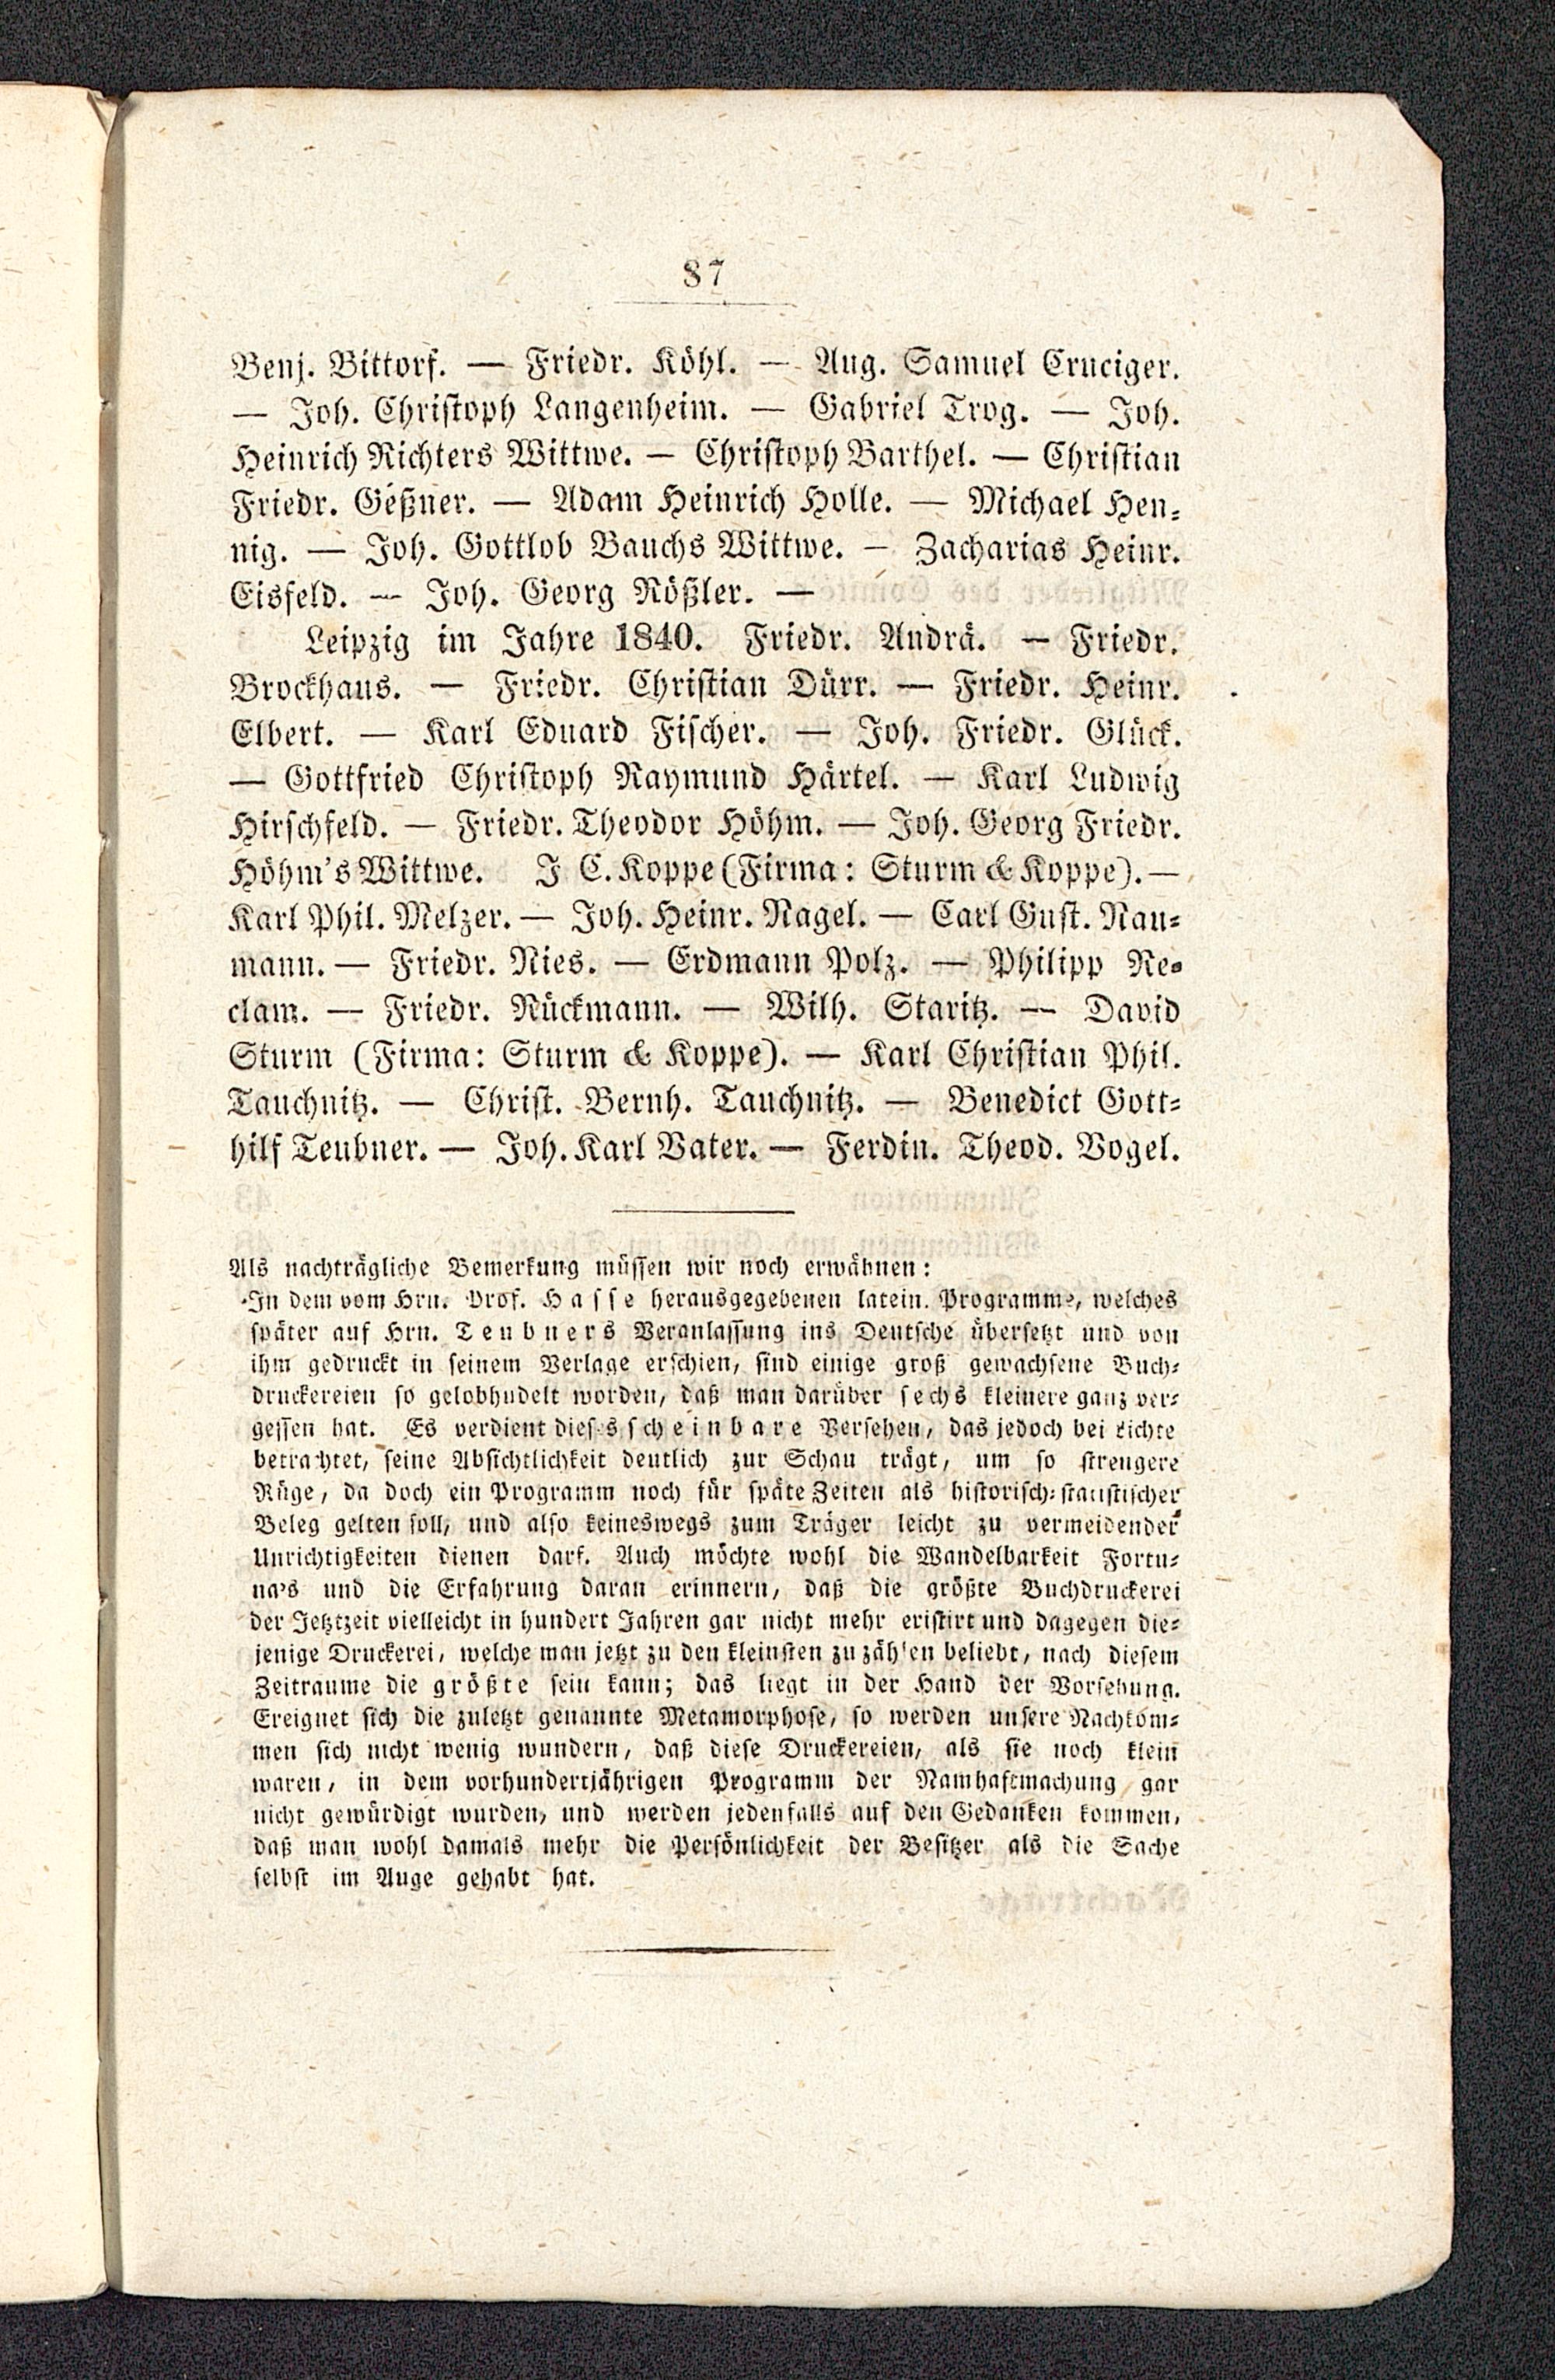 87
Benj. Bittorf. — Friedr. Köhl. — Aug. Samuel Cruciger.
— Joh. Christoph Langenheim. — Gabriel Trog. — Joh.
Heinrich Richters Wittwe. — Christoph Barthel. — Christian
Friedr. Geßner. — Adam Heinrich Holle. — Michael Hen-
nig. — Joh. Gottlob Bauchs Wittwe. — Zacharias Heinr.
Eisfeld. — Joh. Georg Rößler. —
Leipzig im Jahre 1840. Friedr. Andrä. — Friedr.
Brockhaus. — Friedr. Christian Dürr. — Friedr. Heinr.
Elbert. — Karl Eduard Fischer. — Joh. Friedr. Glück.
— Gottfried Christoph Raymund Härtel. — Karl Ludwig
Hirschfeld. — Friedr. Theodor Höhm. — Joh. Georg Friedr.
Höhm's Wittwe. J C. Koppe (Firma: Sturm & Koppe). —
Karl Phil. Melzer. — Joh. Heinr. Nagel. — Carl Gust. Nau-
mann. — Friedr. Nies. — Erdmann Polz. — Philipp Re-
clam. — Friedr. Rückmann. — Wilh. Staritz. — David
Sturm (Firma: Sturm & Koppe). — Karl Christian Phil.
Tauchnitz. — Christ. Bernh. Tauchnitz. — Benedict Gott-
hilf Teubner. — Joh. Karl Vater. — Ferdin. Theod. Vogel.
Als nachträgliche Bemerkung müssen wir noch erwähnen:
In dem vom Hrn. Prof. Hasse herausgegebenen latein. Programme, welches
später auf Hrn. Teubners Veranlassung ins Deutsche übersetzt und von
ihm gedruckt in seinem Verlage erschien, sind einige groß gewachsene Buch-
druckereien so gelobhudelt worden, daß man darüber sechs kleinere ganz ver-
gessen hat. Es verdient dieses scheinbare Versehen, das jedoch bei Lichte
betrachtet, seine Absichtlichkeit deutlich zur Schau trägt, um so strengere
Rüge, da doch ein Programm noch für späte Zeiten als historisch-statistischer
Beleg gelten soll, und also keineswegs zum Träger leicht zu vermeidender
Unrichtigkeiten dienen darf. Auch möchte wohl die Wandelbarkeit Fortu-
na's und die Erfahrung daran erinnern, daß die größte Buchdruckerei
der Jetztzeit vielleicht in hundert Jahren gar nicht mehr existirt und dagegen die-
jenige Druckerei, welche man jetzt zu den kleinsten zu zählen beliebt, nach diesem
Zeitraume die größte sein kann; das liegt in der Hand der Vorsehung.
Ereignet sich die zuletzt genannte Metamorphose, so werden unsere Nachkom-
men sich nicht wenig wundern, daß diese Druckereien, als sie noch klein
waren, in dem vorhundertjährigen Programm der Namhaftmachung gar
nicht gewürdigt wurden, und werden jedenfalls auf den Gedanken kommen,
daß man wohl damals mehr die Persönlichkeit der Besitzer als die Sache
selbst im Auge gehabt hat.